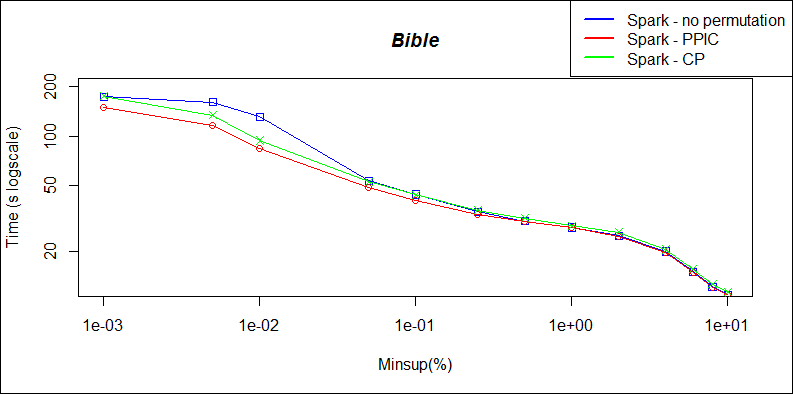 Spark - no permutation
Spark - PPIC
Spark - CP
Bible
Time (s logscale)
200
100
50
20
1e-03 1e-02 1e-01 1e+00 1e+01
Minsup(%)